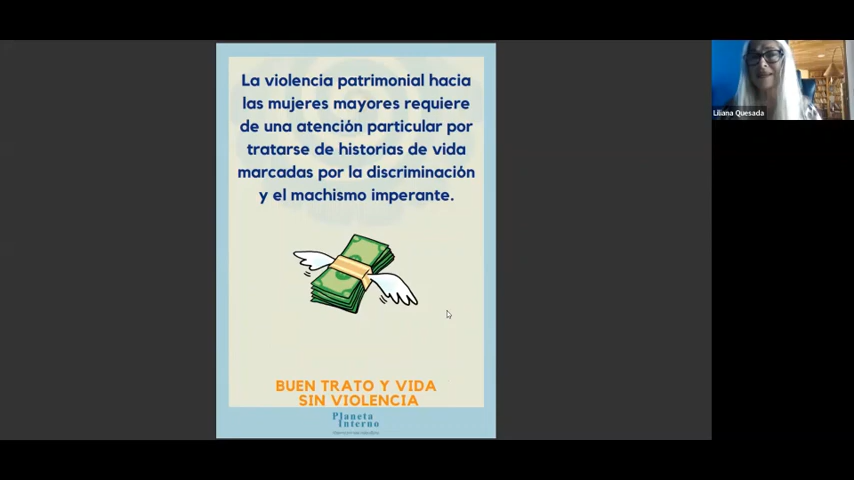 La violencia patrimonial hacia
las mujeres mayores requiere
de una atención particular por
tratarse de historias de vida
marcadas por la discriminación
y el machismo imperante.
BUEN TRATO Y VIDA
SIN VIOLENCIA
Planeta
Interno
Liliana Quesada